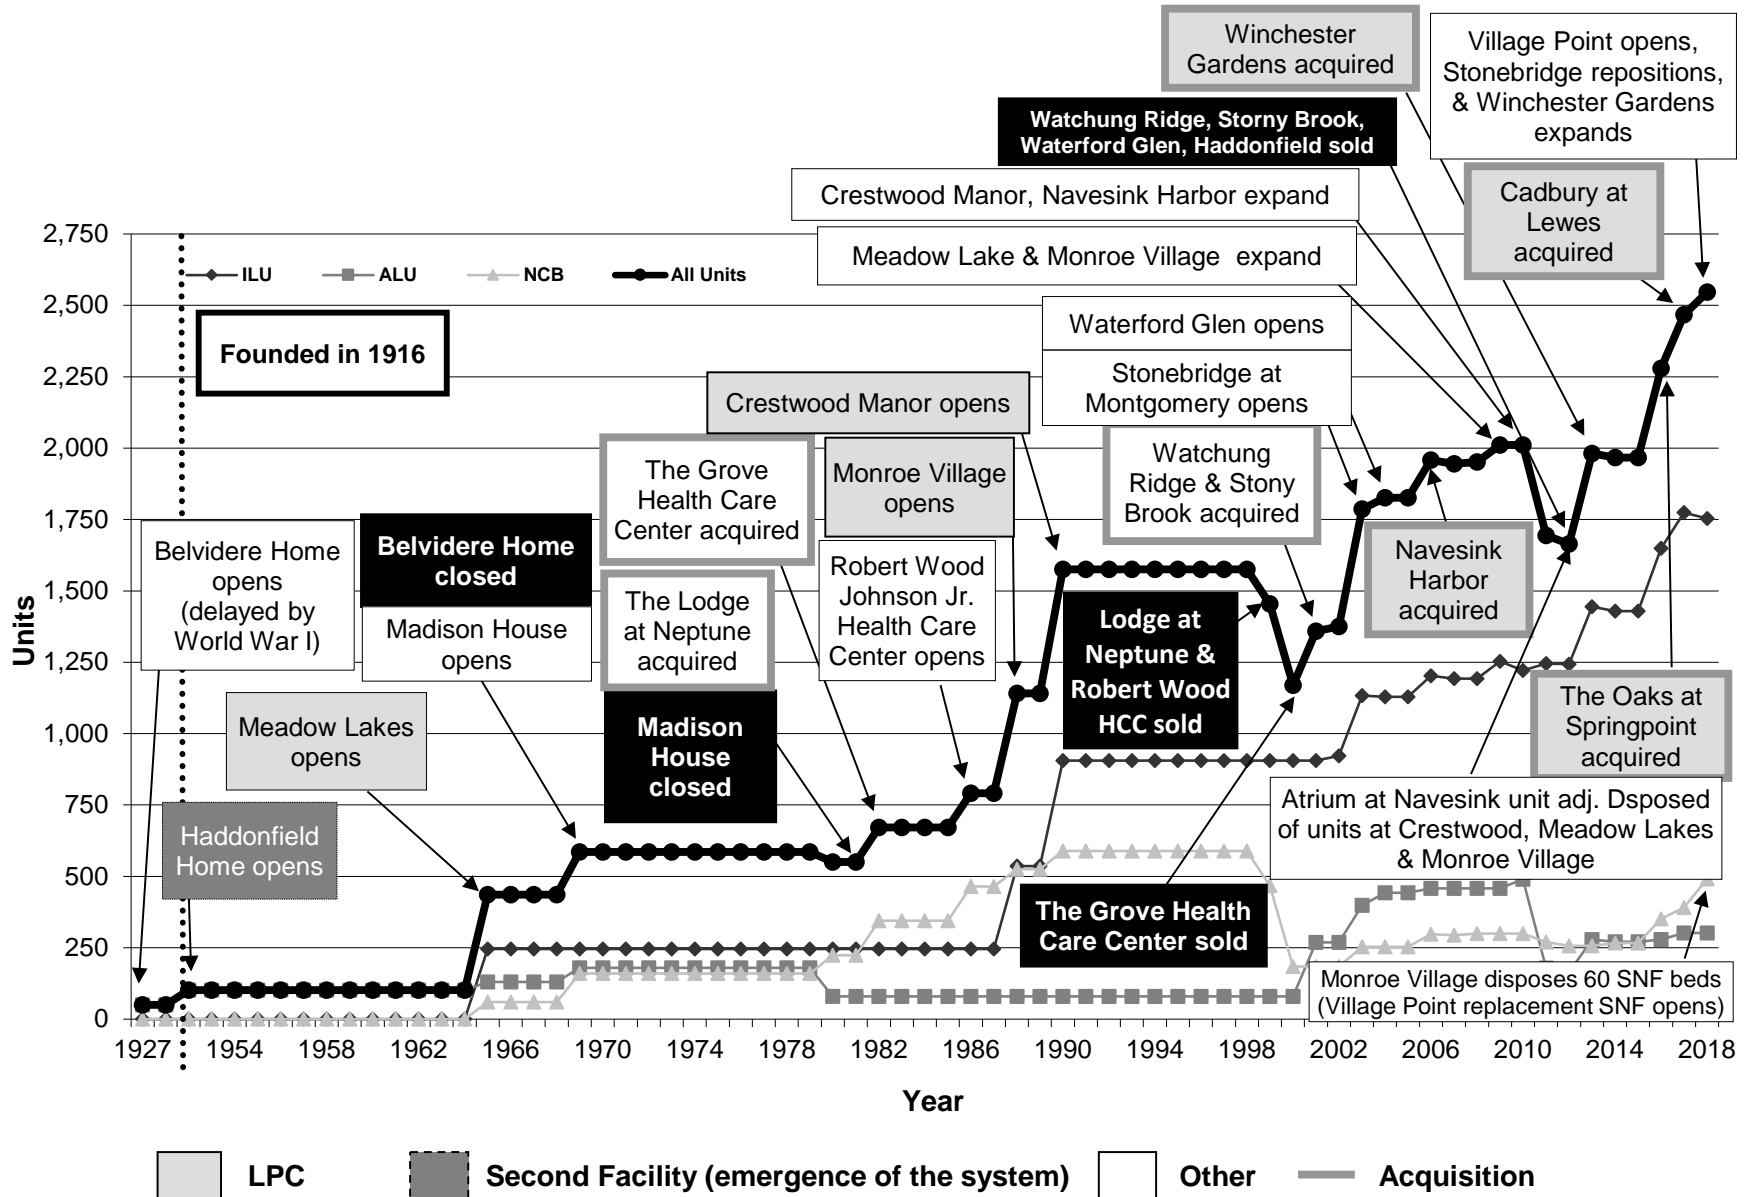 Winchester
Gardens acquired
Village Point opens,
Stonebridge repositions,
& Winchester Gardens
expands
Watchung Ridge, Storny Brook,
Waterford Glen, Haddonfield sold
Cadbury at
Lewes
acquired
Crestwood Manor, Navesink Harbor expand
Meadow Lake & Monroe Village expand
Waterford Glen opens
Stonebridge at
Montgomery opens
Crestwood Manor opens
Watchung
Ridge & Stony
Brook acquired
The Grove
Health Care
Center acquired
Monroe Village
opens
Navesink
Harbor
acquired
Belvidere Home
opens
(delayed by
World War I)
Belvidere Home
closed
Madison House
opens
The Lodge
at Neptune
acquired
Robert Wood
Johnson Jr.
Health Care
Center opens
Lodge at
Neptune &
Robert Wood
HCC sold
Meadow Lakes
opens
Madison
House
closed
The Oaks at
Springpoint
acquired
Haddonfield
Home opens
Atrium at Navesink unit adj. Dsposed
of units at Crestwood, Meadow Lakes
& Monroe Village
The Grove Health
Care Center sold
Monroe Village disposes 60 SNF beds
(Village Point replacement SNF opens)
Founded in 1916
ILU ALU NCB All Units
2,750
2,500
2,250
2,000
1,750
1,500
1,250
1,000
750
500
250
0
Units
1927 1954 1958 1962 1966 1970 1974 1978 1982 1986 1990 1994 1998 2002 2006 2010 2014 2018
Year
LPC Second Facility (emergence of the system) Other Acquisition